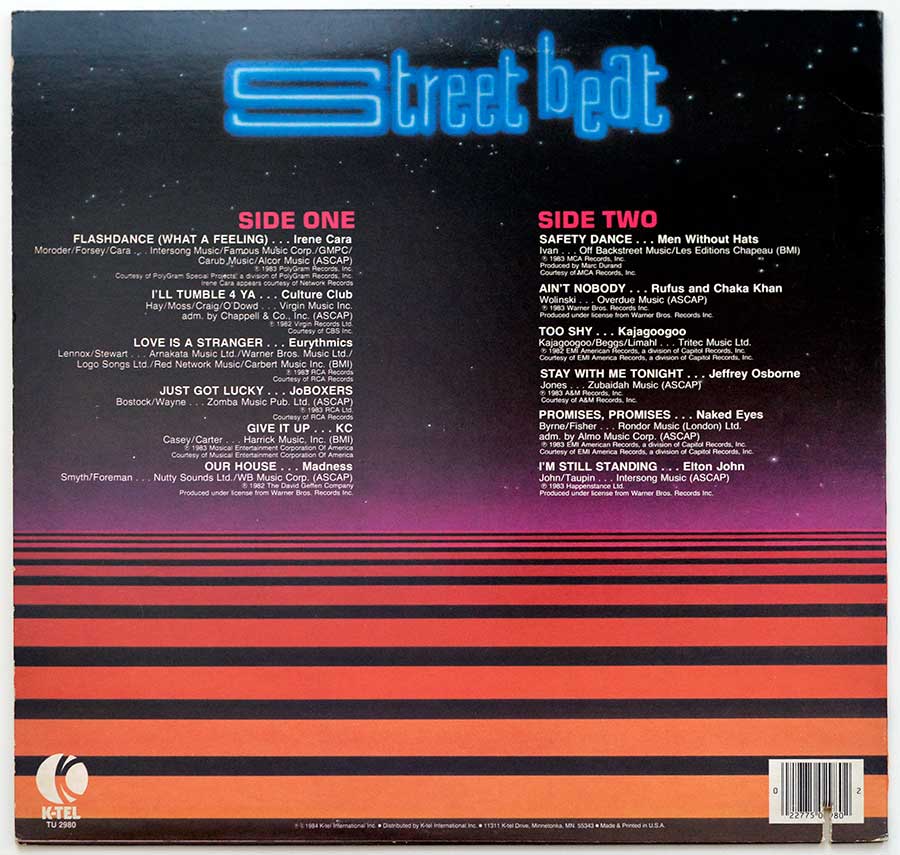 Street beat
SIDE ONE
FLASHDANCE (WHAT A FEELING) . . . Irene Cara
Moroder/Forsey/Cara . . . Intersong Music/Famous Music Corp./GMPC/
Carub Music/Alcor Music (ASCAP)
℗ 1983 PolyGram Records, Inc.
Courtesy of PolyGram Special Projects, a division of PolyGram Records, Inc.
Irene Cara appears courtesy of Network Records
I'LL TUMBLE 4 YA . . . Culture Club
Hay/Moss/Craig/O'Dowd . . . Virgin Music Inc.
adm. by Chappell & Co., Inc. (ASCAP)
℗ 1982 Virgin Records Ltd.
Courtesy of CBS Inc.
LOVE IS A STRANGER . . . Eurythmics
Lennox/Stewart . . . Arnakata Music Ltd./Warner Bros. Music Ltd./
Logo Songs Ltd./Red Network Music/Carbert Music Inc. (BMI)
℗ 1983 RCA Records
Courtesy of RCA Records
JUST GOT LUCKY . . . JoBOXERS
Bostock/Wayne . . . Zomba Music Pub. Ltd. (ASCAP)
℗ 1983 RCA Ltd.
Courtesy of RCA Records
GIVE IT UP . . . KC
Casey/Carter . . . Harrick Music, Inc. (BMI)
℗ 1983 Musical Entertainment Corporation Of America
Courtesy of Musical Entertainment Corporation Of America
OUR HOUSE . . . Madness
Smyth/Foreman . . . Nutty Sounds Ltd./WB Music Corp. (ASCAP)
℗ 1982 The David Geffen Company
Produced under license from Warner Bros. Records Inc.
SIDE TWO
SAFETY DANCE . . . Men Without Hats
Ivan . . . Off Backstreet Music/Les Editions Chapeau (BMI)
℗ 1983 MCA Records, Inc.
Produced by Marc Durand
Courtesy of MCA Records, Inc.
AIN'T NOBODY . . . Rufus and Chaka Khan
Wolinski . . . Overdue Music (ASCAP)
℗ 1983 Warner Bros. Records Inc.
Produced under license from Warner Bros. Records Inc.
TOO SHY . . . Kajagoogoo
Kajagoogoo/Beggs/Limahl . . . Tritec Music Ltd.
℗ 1982 EMI American Records, a division of Capitol Records, Inc.
Courtesy of EMI America Records, a division of Capitol Records, Inc.
STAY WITH ME TONIGHT . . . Jeffrey Osborne
Jones . . . Zubaidah Music (ASCAP)
℗ 1983 A&M Records, Inc.
Courtesy of A&M Records, Inc.
PROMISES, PROMISES . . . Naked Eyes
Byrne/Fisher . . . Rondor Music (London) Ltd.
adm. by Almo Music Corp. (ASCAP)
℗ 1983 EMI American Records, a division of Capitol Records, Inc.
Courtesy of EMI America Records, a division of Capitol Records, Inc.
I'M STILL STANDING . . . Elton John
John/Taupin . . . Intersong Music (ASCAP)
℗ 1983 Happenstance Ltd.
Produced under license from Warner Bros. Records Inc.
K-TEL
TU 2980
℗ © 1984 K-tel International Inc. • Distributed by K-tel International Inc. • 11311 K-tel Drive, Minnetonka, MN. 55343 • Made & Printed in U.S.A.
0 2
22775 0 980